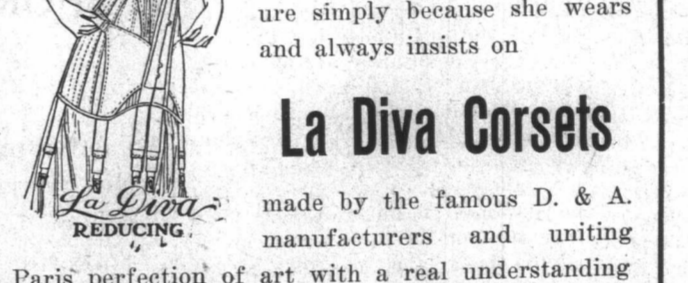 ure simply because she wears
and always insists on
La Diva Corsets
La Diva
REDUCING.
made by the famous D. & A.
manufacturers and uniting
Paris perfection of art with a real understanding